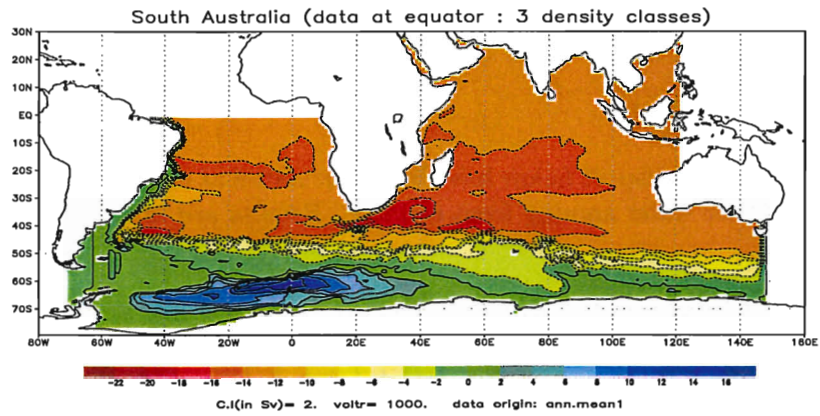 South Australia (data at equator : 3 density classes)
30N
20N
10N
EQ
10S
20S
30S
40S
50S
60S
70S
80W 60W 40W 20W 0 20E 40E 60E 80E 100E 120E 140E 160E
-22 -20 -18 -16 -14 -12 -10 -8 -6 -4 -2 0 2 4 6 8 10 12 14 16
C.I(in Sv)= 2. voltr= 1000. data origin: ann.mean1